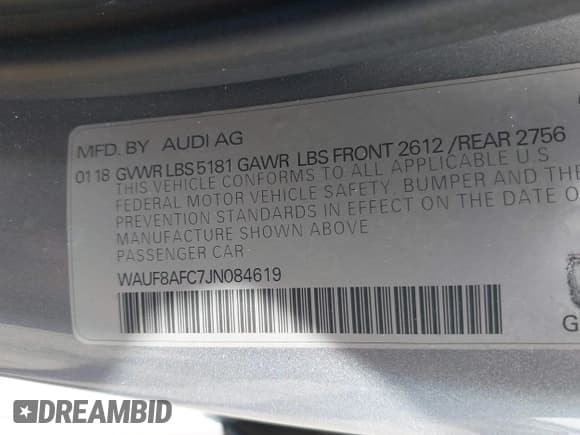 MFD. BY AUDI AG
01 18 GVWR LBS 5181 GAWR LBS FRONT 2612 / REAR 2756
THIS VEHICLE CONFORMS TO ALL APPLICABLE U S
FEDERAL MOTOR VEHICLE SAFETY, BUMPER AND THE
PREVENTION STANDARDS IN EFFECT ON THE DATE O
MANUFACTURE SHOWN ABOVE
PASSENGER CAR
WAUF8AFC7JN084619
G
DREAMBID